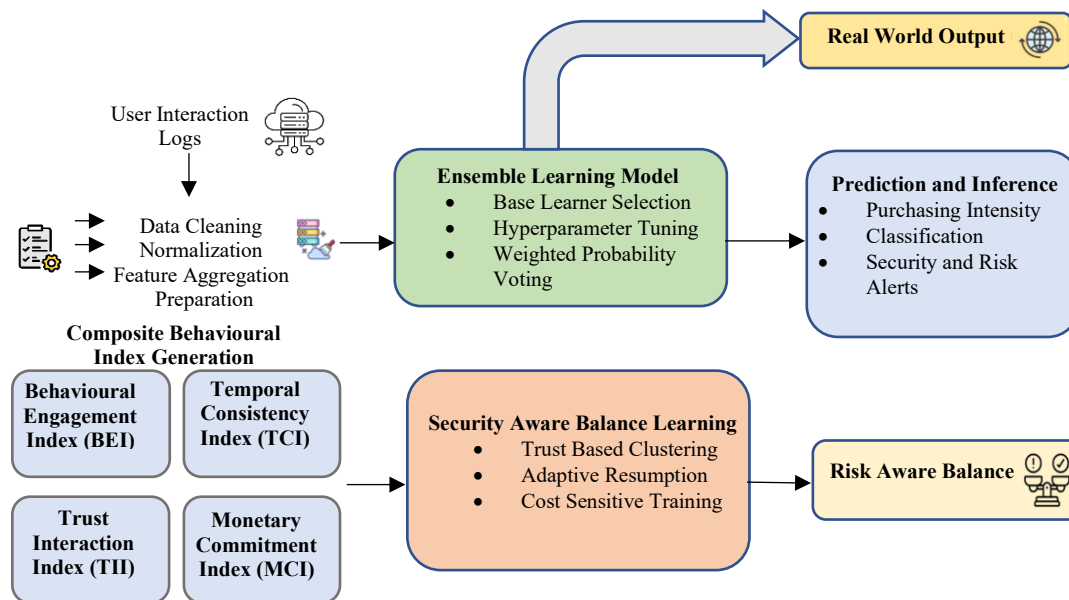 Real World Output
User Interaction
Logs
Data Cleaning
Normalization
Feature Aggregation
Preparation
Ensemble Learning Model
• Base Learner Selection
• Hyperparameter Tuning
• Weighted Probability
Voting
Prediction and Inference
• Purchasing Intensity
• Classification
• Security and Risk
Alerts
Composite Behavioural
Index Generation
Behavioural
Engagement
Index (BEI)
Temporal
Consistency
Index (TCI)
Trust
Interaction
Index (TII)
Monetary
Commitment
Index (MCI)
Security Aware Balance Learning
• Trust Based Clustering
• Adaptive Resumption
• Cost Sensitive Training
Risk Aware Balance